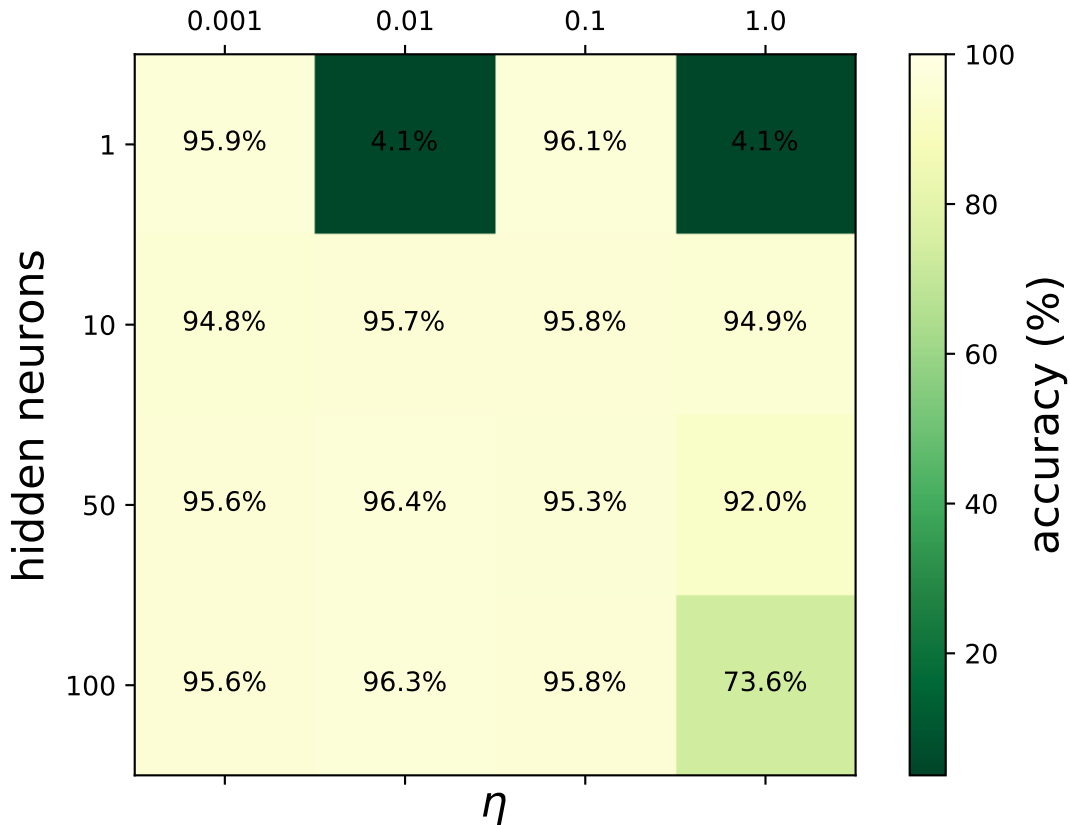 0.001 0.01 0.1 1.0
100
80
60
40
20
accuracy (%)
hidden neurons
1 95.9% 4.1% 96.1% 4.1%
10 94.8% 95.7% 95.8% 94.9%
50 95.6% 96.4% 95.3% 92.0%
100 95.6% 96.3% 95.8% 73.6%
η